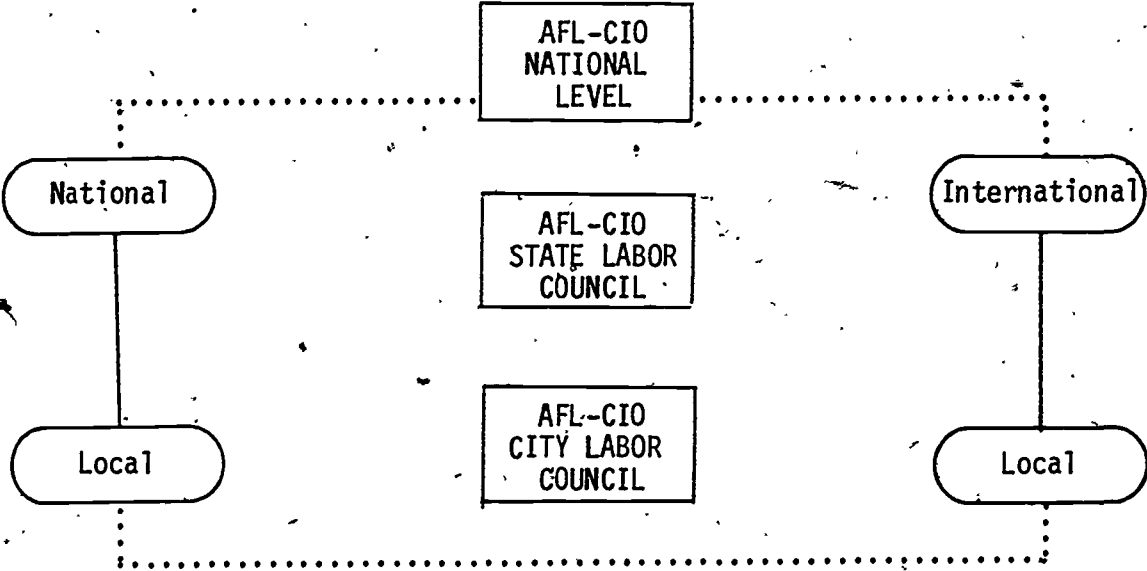 AFL-CIO
NATIONAL
LEVEL
National
International
AFL-CIO
STATE LABOR
COUNCIL
AFL-CIO
CITY LABOR
COUNCIL
Local
Local